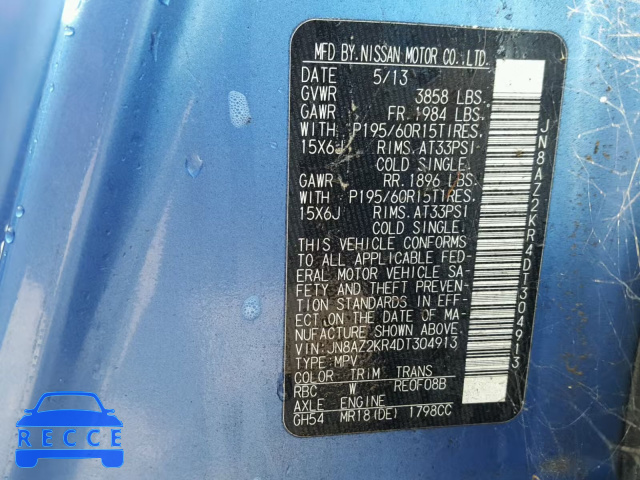 MFD BY.NISSAN MOTOR CO.,LTD.
DATE 5/13
GVWR 3858 LBS.
GAWR FR.1984 LBS.
WITH P195/60R15TIRES.
15X6J RIMS.AT33PSI
COLD SINGLE.
GAWR RR.1896 LBS.
WITH P195/60R15TIRES.
15X6J RIMS.AT33PSI
COLD SINGLE.
THIS VEHICLE CONFORMS
TO ALL APPLICABLE FED-
ERAL MOTOR VEHICLE SA-
FETY AND THEFT PREVEN-
TION STANDARDS IN EFF-
ECT ON THE DATE OF MA-
NUFACTURE SHOWN ABOVE.
VIN:JN8AZ2KR4DT304913
TYPE:MPV
COLOR TRIM TRANS
RBC W RE0F08B
AXLE ENGINE
GH54 MR18(DE) 1798CC
JN8AZ2KR4DT304913
RECCE